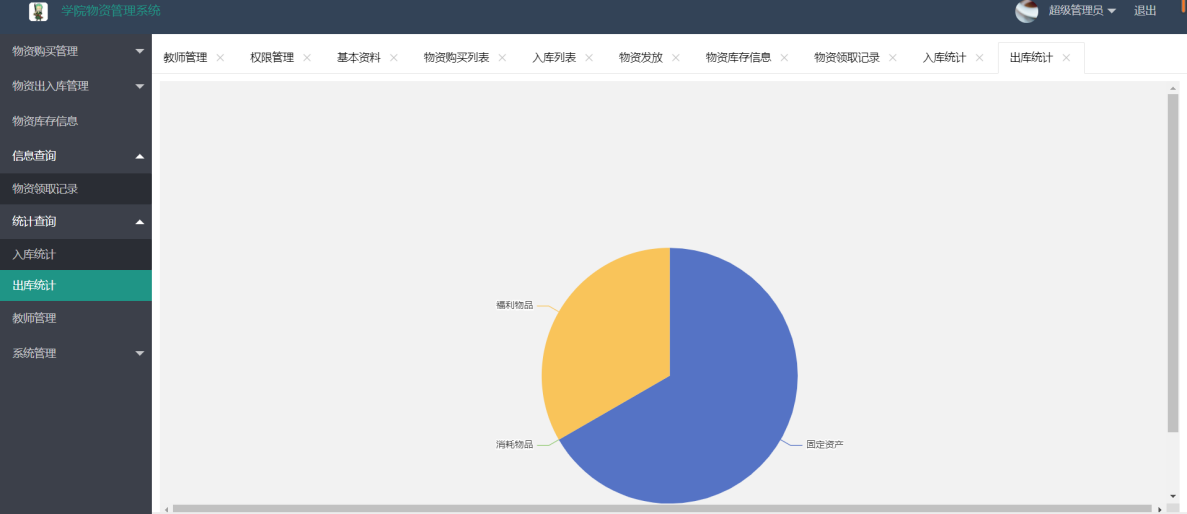 学院物资管理系统
超级管理员
退出
物资购买管理
物资出入库管理
物资库存信息
信息查询
物资领取记录
统计查询
入库统计
出库统计
教师管理
系统管理
教师管理 × 权限管理 × 基本资料 × 物资购买列表 × 入库列表 × 物资发放 × 物资库存信息 × 物资领取记录 × 入库统计 × 出库统计 ×
福利物品
消耗物品
固定资产